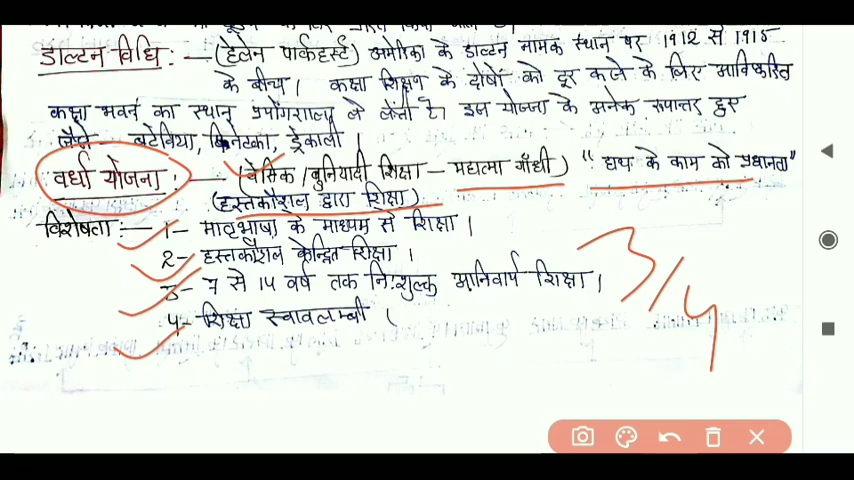 डाल्टन विधि :- (हेलेन पार्कहर्स्ट) अमेरिका के डाल्टन नामक स्थान पर 1912 से 1915
के बीच। कक्षा शिक्षण के दोषों को दूर करने के लिए आविष्कारित
कक्षा भवन का स्थान प्रयोगशाला ले लेती है। इस योजना के अनेक रूपान्तर हुए
जैसे- बटेविया, विनेटका, ड्रेकाली।
वर्धा योजना :- (बेसिक/बुनियादी शिक्षा - महात्मा गाँधी) "हाथ के काम को प्रधानता"
(हस्तकौशल द्वारा शिक्षा)
विशेषता :- 1- मातृभाषा के माध्यम से शिक्षा।
2- हस्तकौशल केन्द्रित शिक्षा।
3- 7 से 14 वर्ष तक निःशुल्क अनिवार्य शिक्षा।
3/4
4- शिक्षा स्वावलम्बी।